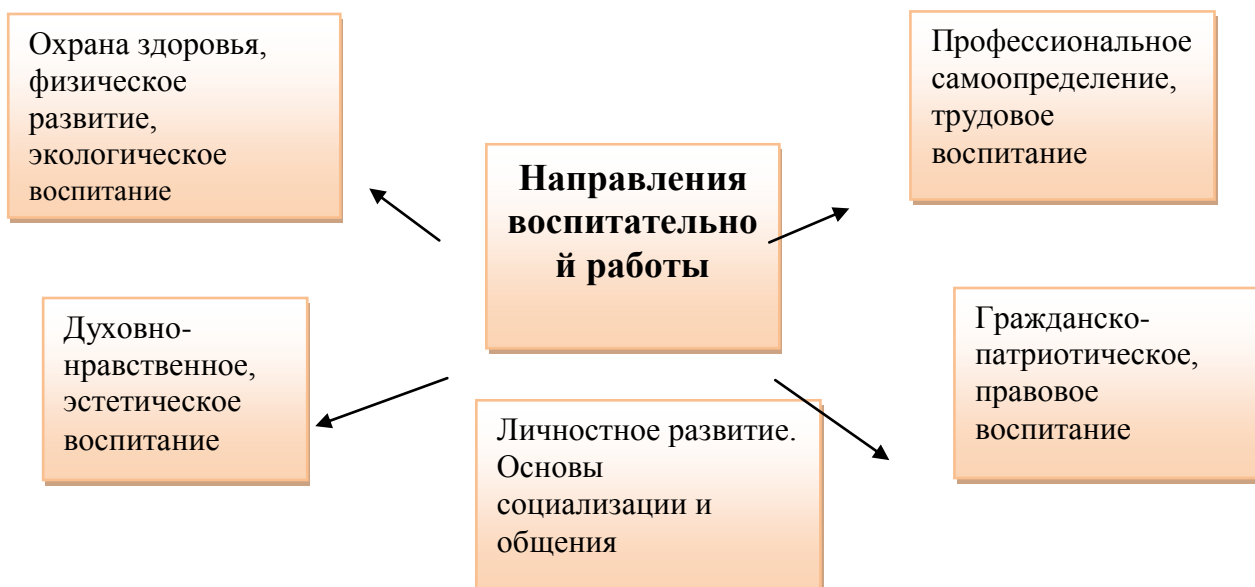 Охрана здоровья,
физическое
развитие,
экологическое
воспитание
Профессиональное
самоопределение,
трудовое
воспитание
Направления
воспитательно
й работы
Духовно-
нравственное,
эстетическое
воспитание
Гражданско-
патриотическое,
правовое
воспитание
Личностное развитие.
Основы
социализации и
общения